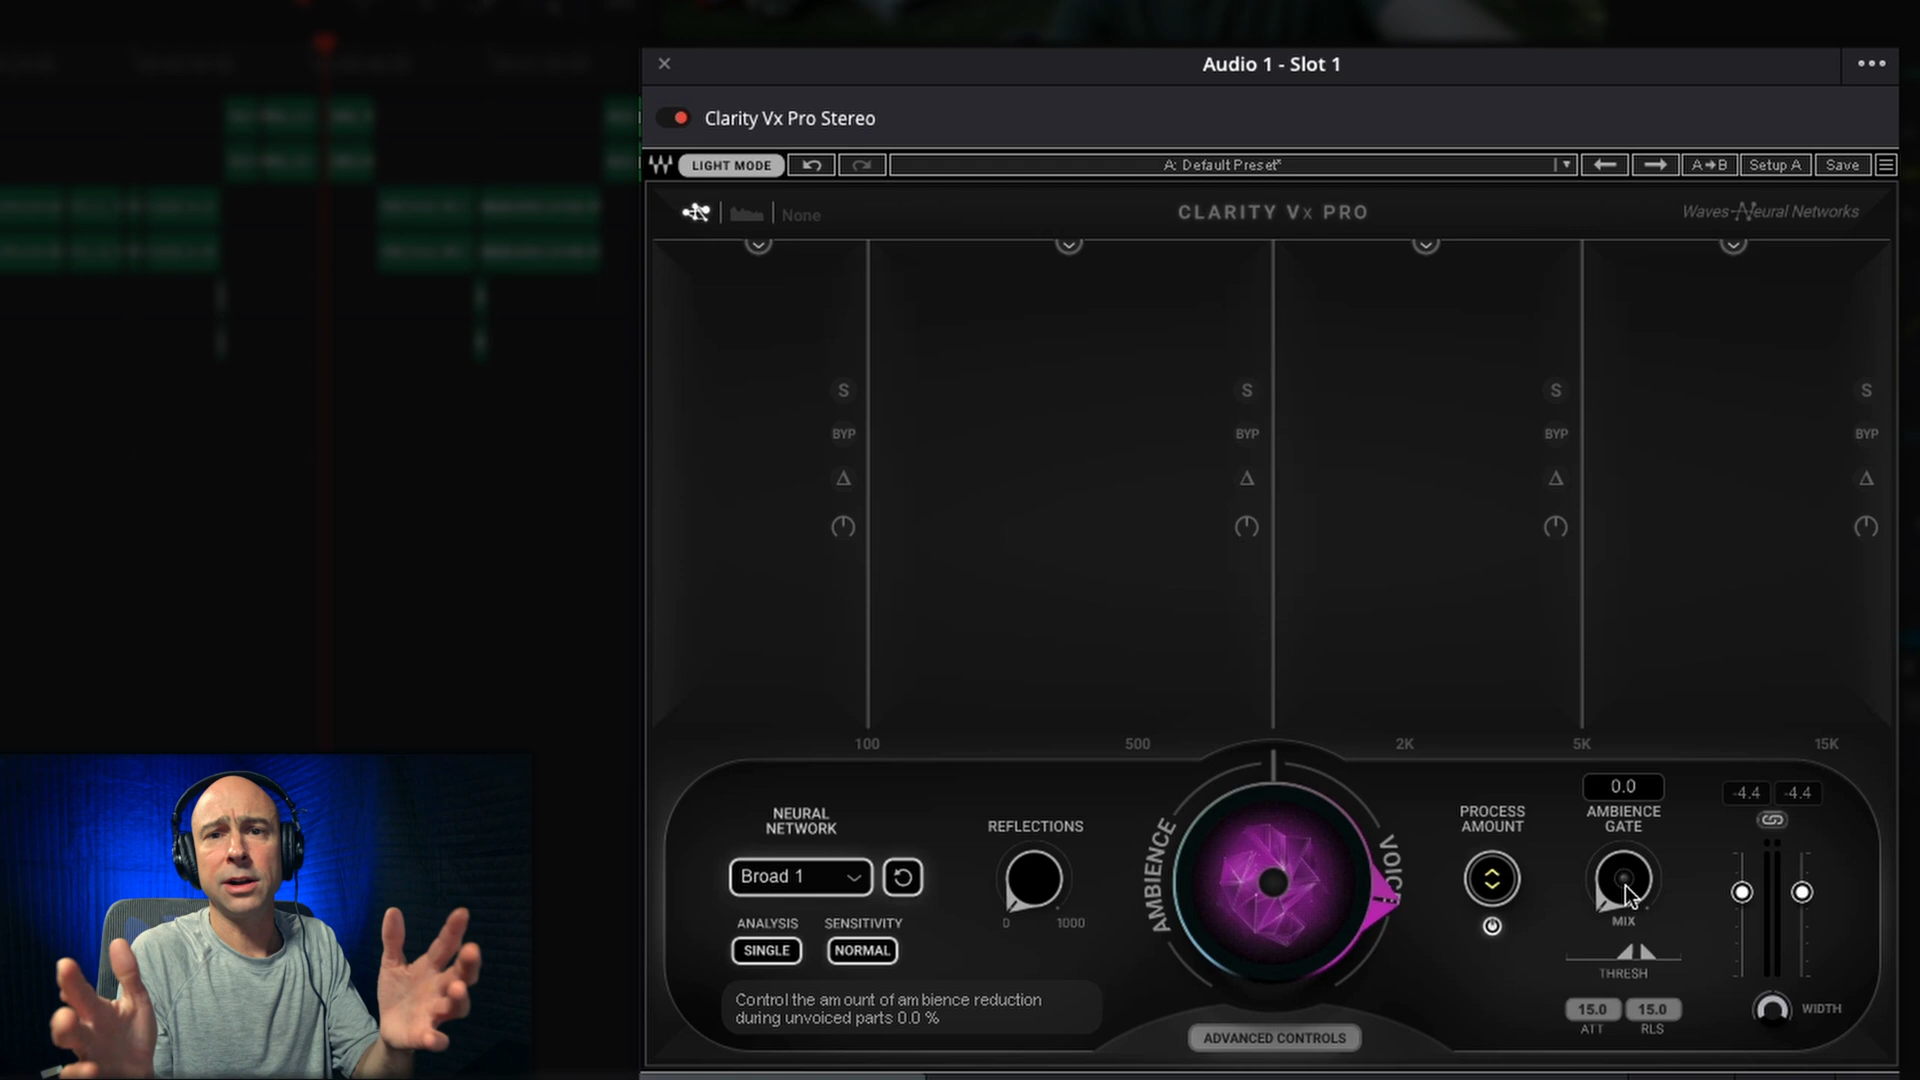 Audio 1 - Slot 1
Clarity Vx Pro Stereo
LIGHT MODE
A: Default Preset*
A➔B
Setup A
Save
None
CLARITY Vx PRO
Waves Neural Networks
S
S
S
S
BYP
BYP
BYP
BYP
Δ
Δ
Δ
Δ
100
500
2K
5K
15K
NEURAL
NETWORK
Broad 1
ANALYSIS
SENSITIVITY
SINGLE
NORMAL
Control the amount of ambience reduction
during unvoiced parts 0.0 %
REFLECTIONS
0
1000
AMBIENCE
VOICE
ADVANCED CONTROLS
PROCESS
AMOUNT
0.0
AMBIENCE
GATE
MIX
THRESH
15.0
15.0
ATT
RLS
-4.4
-4.4
WIDTH